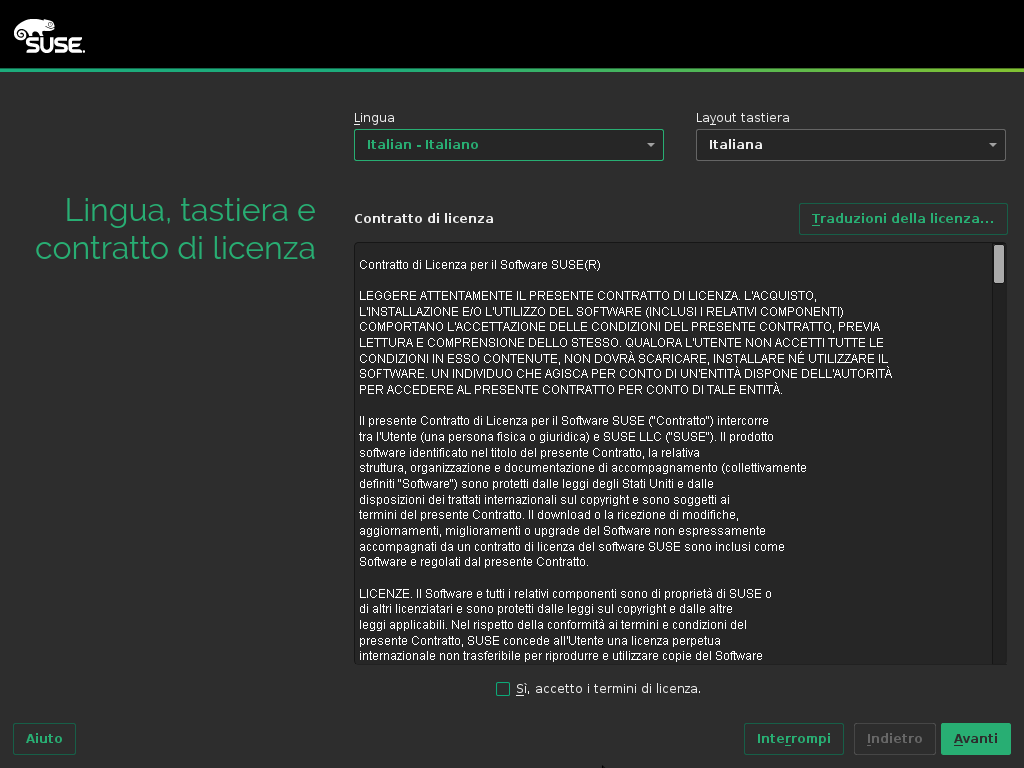 SUSE.
Lingua
Layout tastiera
Italian - Italiano
Italiana
Lingua, tastiera e
contratto di licenza
Contratto di licenza
Traduzioni della licenza...
Contratto di Licenza per il Software SUSE(R)
LEGGERE ATTENTAMENTE IL PRESENTE CONTRATTO DI LICENZA. L'ACQUISTO,
L'INSTALLAZIONE E/O L'UTILIZZO DEL SOFTWARE (INCLUSI I RELATIVI COMPONENTI)
COMPORTANO L'ACCETTAZIONE DELLE CONDIZIONI DEL PRESENTE CONTRATTO, PREVIA
LETTURA E COMPRENSIONE DELLO STESSO. QUALORA L'UTENTE NON ACCETTI TUTTE LE
CONDIZIONI IN ESSO CONTENUTE, NON DOVRÀ SCARICARE, INSTALLARE NÉ UTILIZZARE IL
SOFTWARE. UN INDIVIDUO CHE AGISCA PER CONTO DI UN'ENTITÀ DISPONE DELL'AUTORITÀ
PER ACCEDERE AL PRESENTE CONTRATTO PER CONTO DI TALE ENTITÀ.
Il presente Contratto di Licenza per il Software SUSE ("Contratto") intercorre
tra l'Utente (una persona fisica o giuridica) e SUSE LLC ("SUSE"). Il prodotto
software identificato nel titolo del presente Contratto, la relativa
struttura, organizzazione e documentazione di accompagnamento (collettivamente
definiti "Software") sono protetti dalle leggi degli Stati Uniti e dalle
disposizioni dei trattati internazionali sul copyright e sono soggetti ai
termini del presente Contratto. Il download o la ricezione di modifiche,
aggiornamenti, miglioramenti o upgrade del Software non espressamente
accompagnati da un contratto di licenza del software SUSE sono inclusi come
Software e regolati dal presente Contratto.
LICENZE. Il Software e tutti i relativi componenti sono di proprietà di SUSE o
di altri licenziatari e sono protetti dalle leggi sul copyright e dalle altre
leggi applicabili. Nel rispetto della conformità ai termini e condizioni del
presente Contratto, SUSE concede all'Utente una licenza perpetua
internazionale non trasferibile per riprodurre e utilizzare copie del Software
Sì, accetto i termini di licenza.
Aiuto
Interrompi
Indietro
Avanti